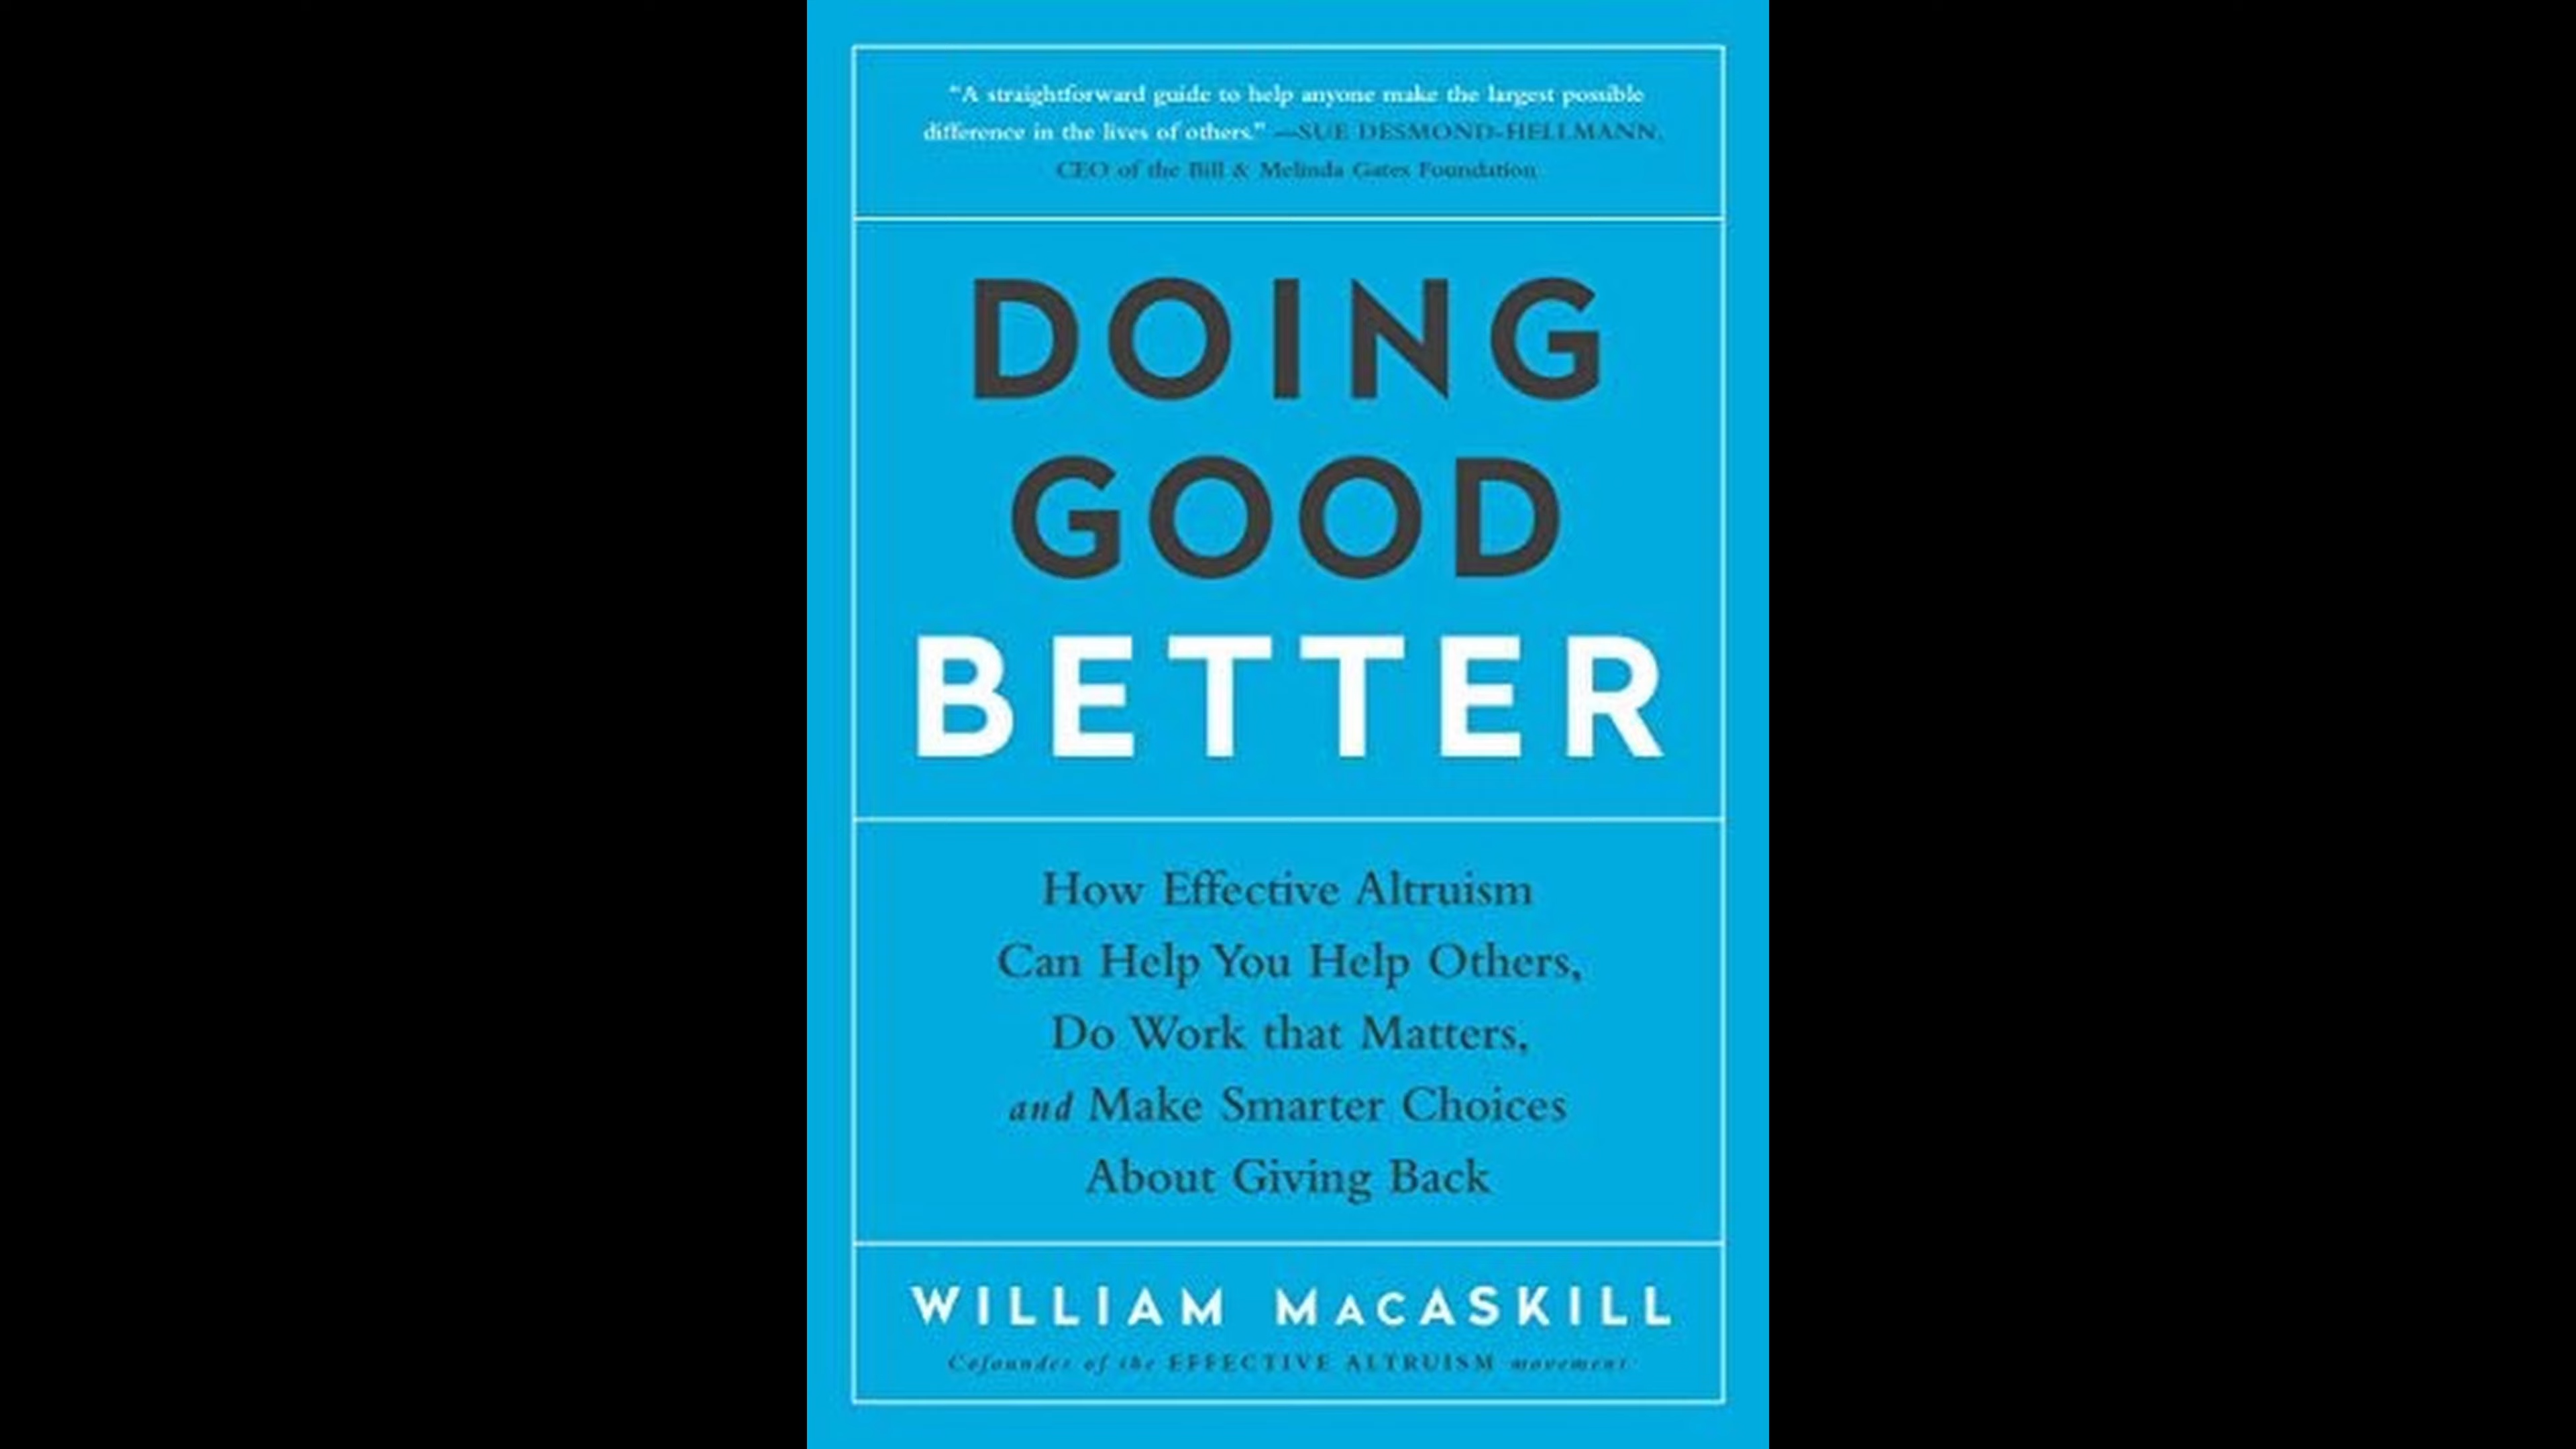 “A straightforward guide to help anyone make the largest possible
difference in the lives of others.” —SUE DESMOND-HELLMANN,
CEO of the Bill & Melinda Gates Foundation
DOING
GOOD
BETTER
How Effective Altruism
Can Help You Help Others,
Do Work that Matters,
and Make Smarter Choices
About Giving Back
WILLIAM MACASKILL
Cofounder of the EFFECTIVE ALTRUISM movement